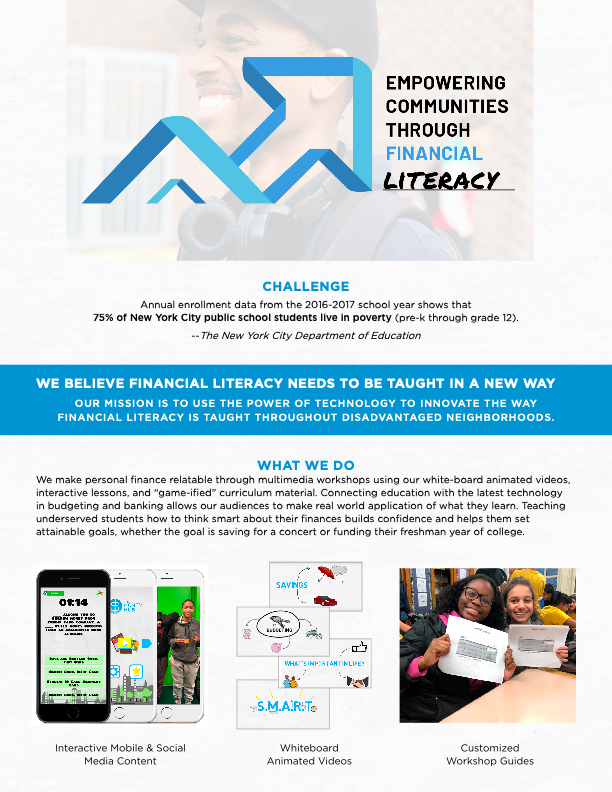 EMPOWERING
COMMUNITIES
THROUGH
FINANCIAL
LITERACY
CHALLENGE
Annual enrollment data from the 2016-2017 school year shows that
75% of New York City public school students live in poverty (pre-k through grade 12).
--The New York City Department of Education
WE BELIEVE FINANCIAL LITERACY NEEDS TO BE TAUGHT IN A NEW WAY
OUR MISSION IS TO USE THE POWER OF TECHNOLOGY TO INNOVATE THE WAY
FINANCIAL LITERACY IS TAUGHT THROUGHOUT DISADVANTAGED NEIGHBORHOODS.
WHAT WE DO
We make personal finance relatable through multimedia workshops using our white-board animated videos,
interactive lessons, and “game-ified” curriculum material. Connecting education with the latest technology
in budgeting and banking allows our audiences to make real world application of what they learn. Teaching
underserved students how to think smart about their finances builds confidence and helps them set
attainable goals, whether the goal is saving for a concert or funding their freshman year of college.
01:14
SAVINGS
BUDGETING
WHAT'S IMPORTANT IN LIFE?
S.M.A.R.T.
Interactive Mobile & Social
Media Content
Whiteboard
Animated Videos
Customized
Workshop Guides